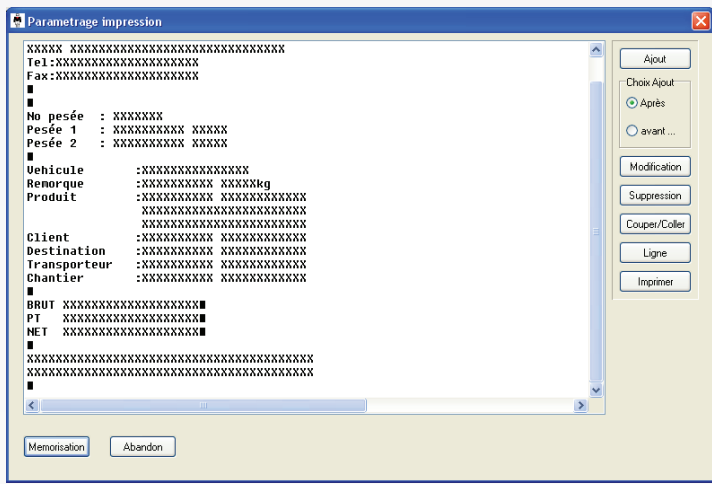 Parametrage impression
XXXXX XXXXXXXXXXXXXXXXXXXXXXXXXXXXXX
Tel:XXXXXXXXXXXXXXXXXXXX
Fax:XXXXXXXXXXXXXXXXXXXX
No pesée : XXXXXXX
Pesée 1 : XXXXXXXXXX XXXXX
Pesée 2 : XXXXXXXXXX XXXXX
Vehicule :XXXXXXXXXXXXXXX
Remorque :XXXXXXXXXX XXXXXkg
Produit :XXXXXXXXXX XXXXXXXXXXXX
XXXXXXXXXXXXXXXXXXXXXXX
XXXXXXXXXXXXXXXXXXXXXXX
Client :XXXXXXXXXX XXXXXXXXXXXX
Destination :XXXXXXXXXX XXXXXXXXXXXX
Transporteur :XXXXXXXXXX XXXXXXXXXXXX
Chantier :XXXXXXXXXX XXXXXXXXXXXX
BRUT XXXXXXXXXXXXXXXXXXX
PT XXXXXXXXXXXXXXXXXXX
NET XXXXXXXXXXXXXXXXXXX
XXXXXXXXXXXXXXXXXXXXXXXXXXXXXXXXXXXXXXXX
XXXXXXXXXXXXXXXXXXXXXXXXXXXXXXXXXXXXXXXX
Ajout
Choix Ajout
Après
avant ...
Modification
Suppression
Couper/Coller
Ligne
Imprimer
Memorisation
Abandon